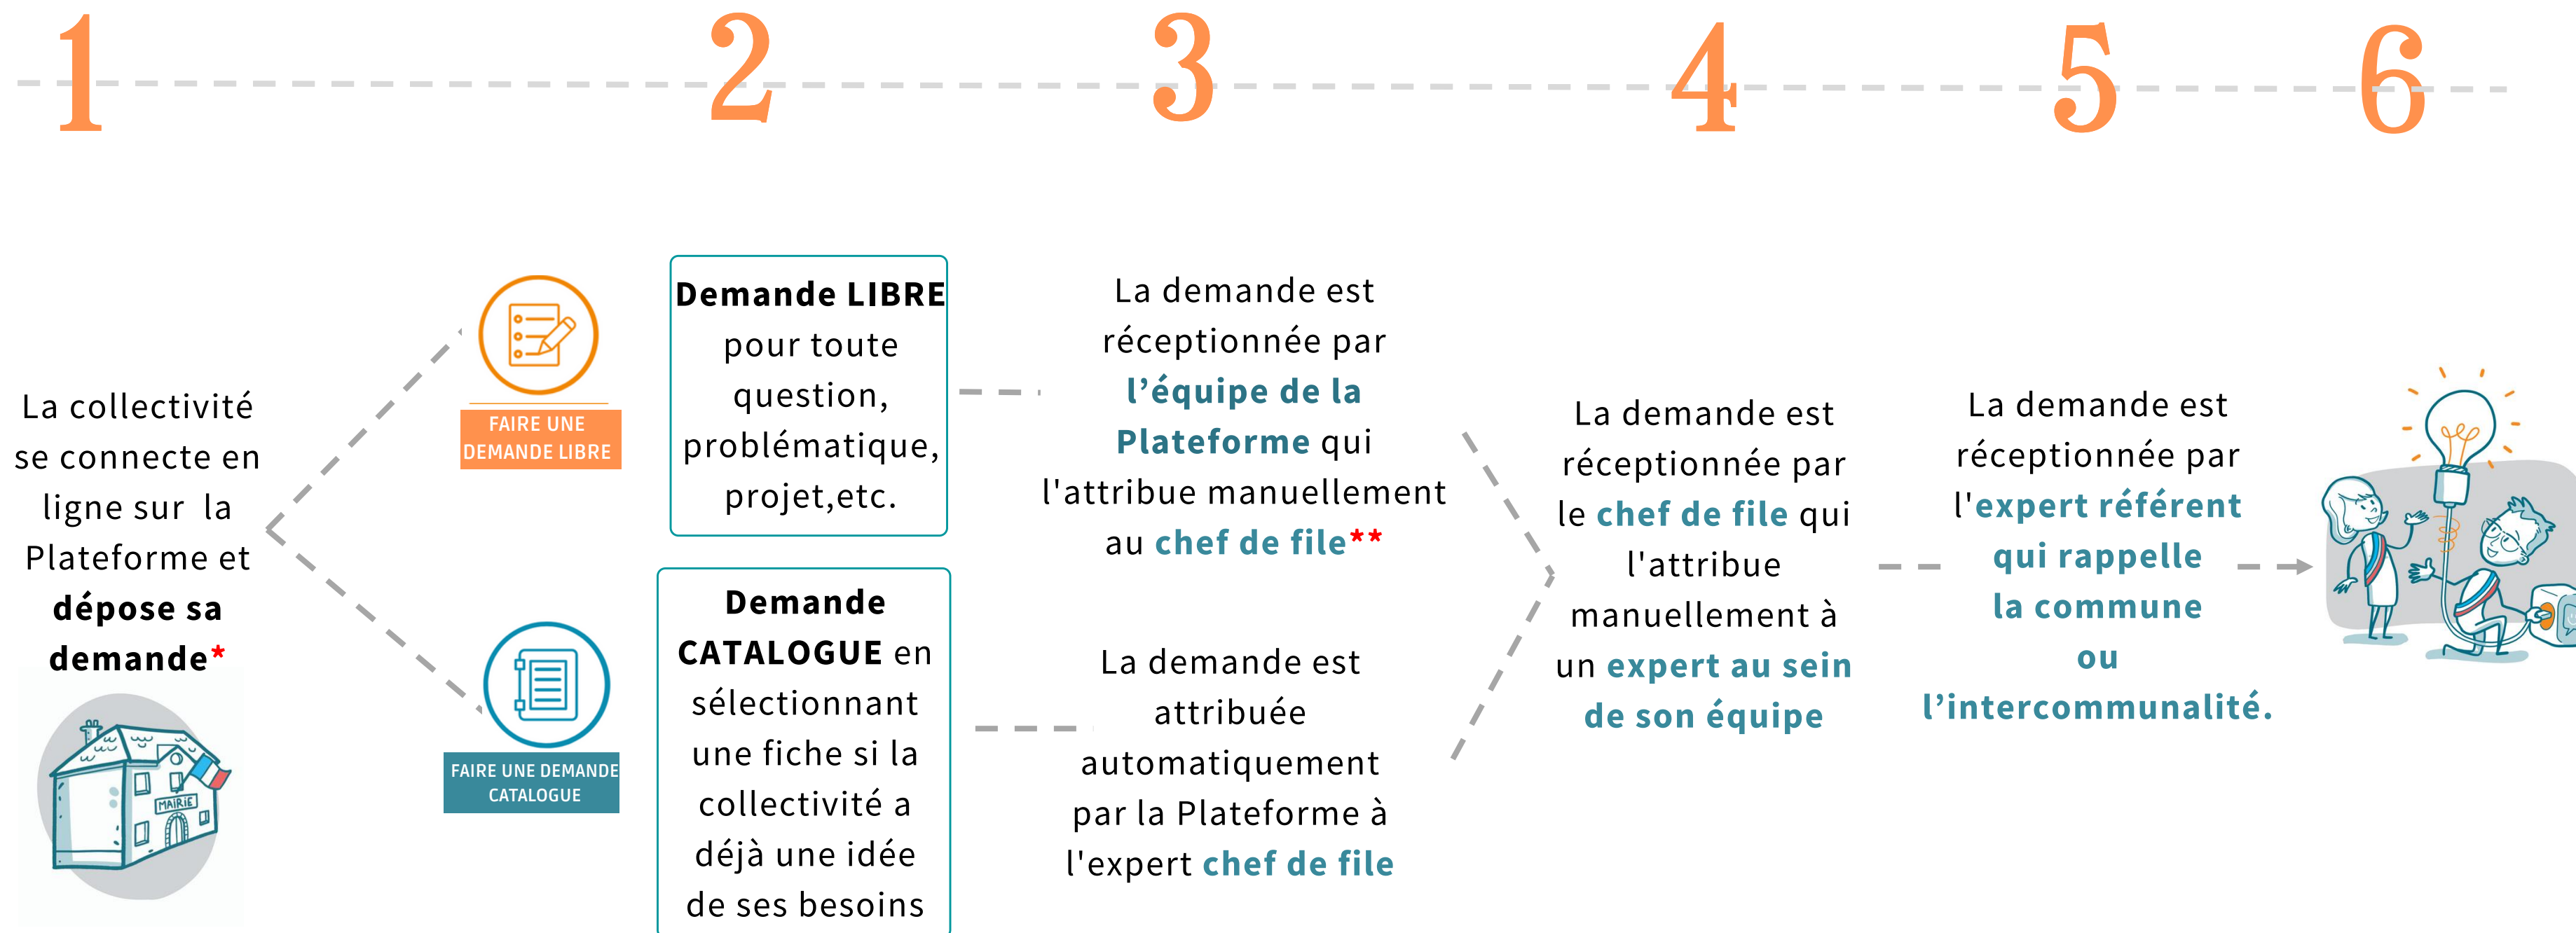 1
2
3
4
5
6
La collectivité
se connecte en
ligne sur la
Plateforme et
dépose sa
demande*
MAIRIE
FAIRE UNE
DEMANDE LIBRE
FAIRE UNE DEMANDE
CATALOGUE
Demande LIBRE
pour toute
question,
problématique,
projet,etc.
Demande
CATALOGUE en
sélectionnant
une fiche si la
collectivité a
déjà une idée
de ses besoins
La demande est
réceptionnée par
l’équipe de la
Plateforme qui
l'attribue manuellement
au chef de file**
La demande est
attribuée
automatiquement
par la Plateforme à
l'expert chef de file
La demande est
réceptionnée par
le chef de file qui
l'attribue
manuellement à
un expert au sein
de son équipe
La demande est
réceptionnée par
l'expert référent
qui rappelle
la commune
ou
l’intercommunalité.